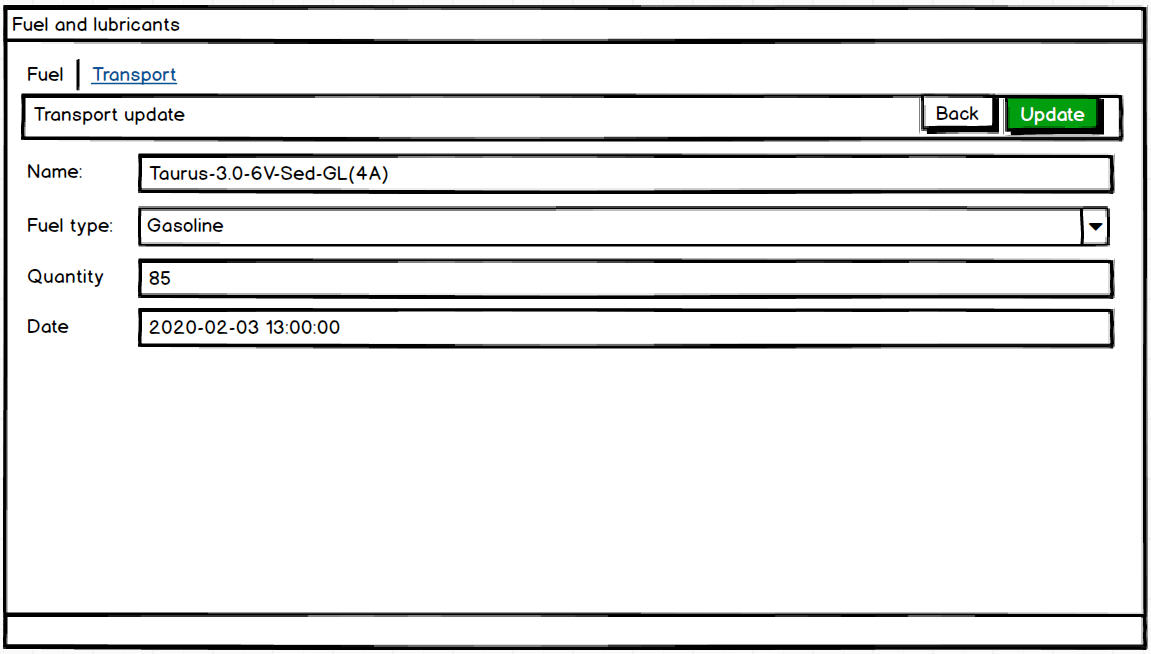 Fuel and lubricants
Fuel Transport
Transport update Back Update
Name: Taurus-3.0-6V-Sed-GL(4A)
Fuel type: Gasoline
Quantity 85
Date 2020-02-03 13:00:00